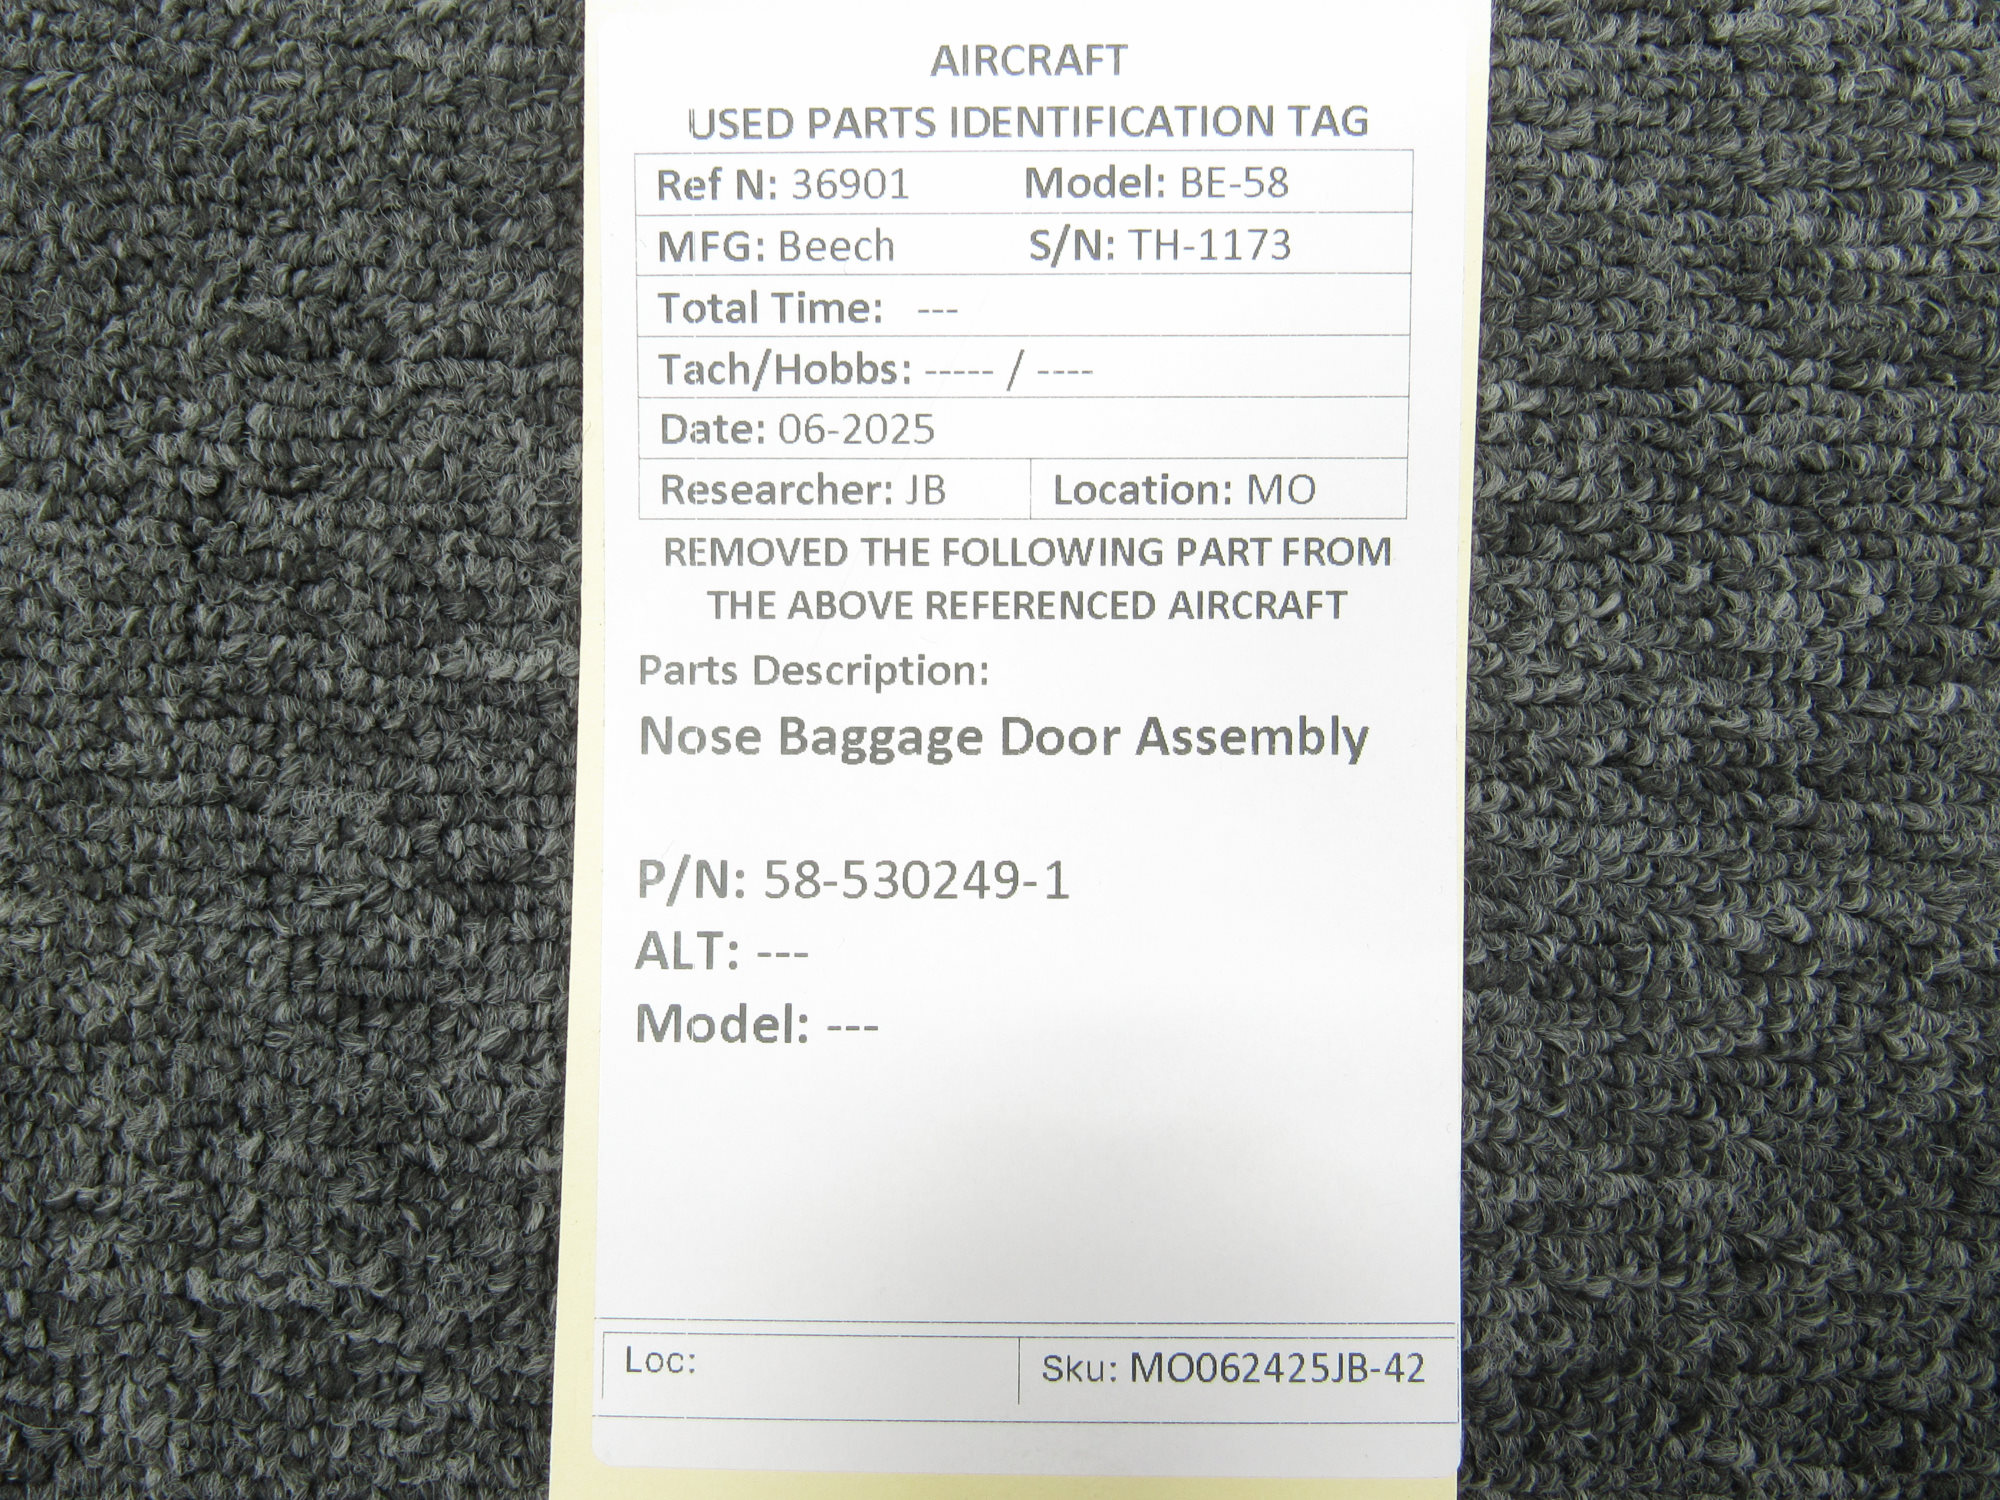 AIRCRAFT
USED PARTS IDENTIFICATION TAG
Ref N: 36901 Model: BE-58
MFG: Beech S/N: TH-1173
Total Time: ---
Tach/Hobbs: ----- / ----
Date: 06-2025
Researcher: JB Location: MO
REMOVED THE FOLLOWING PART FROM
THE ABOVE REFERENCED AIRCRAFT
Parts Description:
Nose Baggage Door Assembly
P/N: 58-530249-1
ALT: ---
Model: ---
Loc: Sku: MO062425JB-42